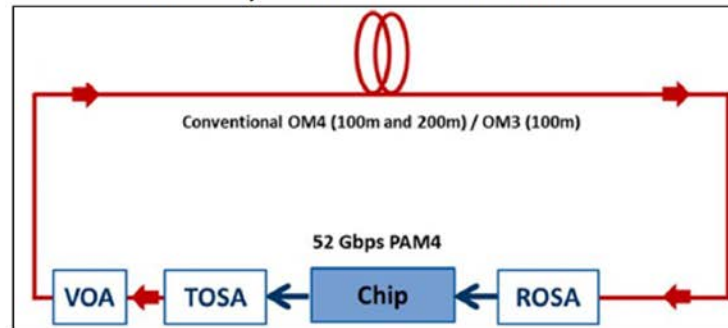 Conventional OM4 (100m and 200m) / OM3 (100m)
52 Gbps PAM4
VOA
TOSA
Chip
ROSA